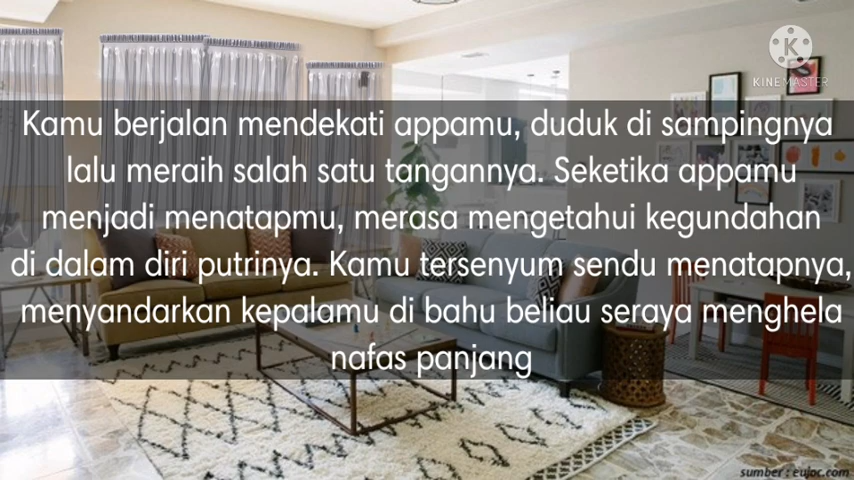 KINEMASTER
Kamu berjalan mendekati appamu, duduk di sampingnya
lalu meraih salah satu tangannya. Seketika appamu
menjadi menatapmu, merasa mengetahui kegundahan
di dalam diri putrinya. Kamu tersenyum sendu menatapnya,
menyandarkan kepalamu di bahu beliau seraya menghela
nafas panjang
sumber : eujoc.com